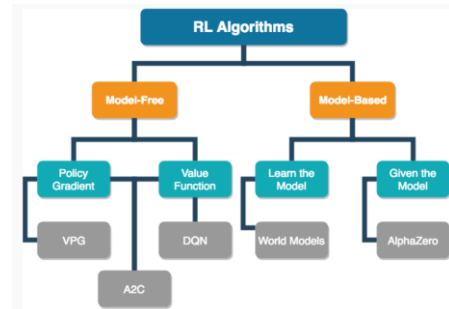 RL Algorithms
Model-Free
Model-Based
Policy
Gradient
Value
Function
Learn the
Model
Given the
Model
VPG
DQN
World Models
AlphaZero
A2C